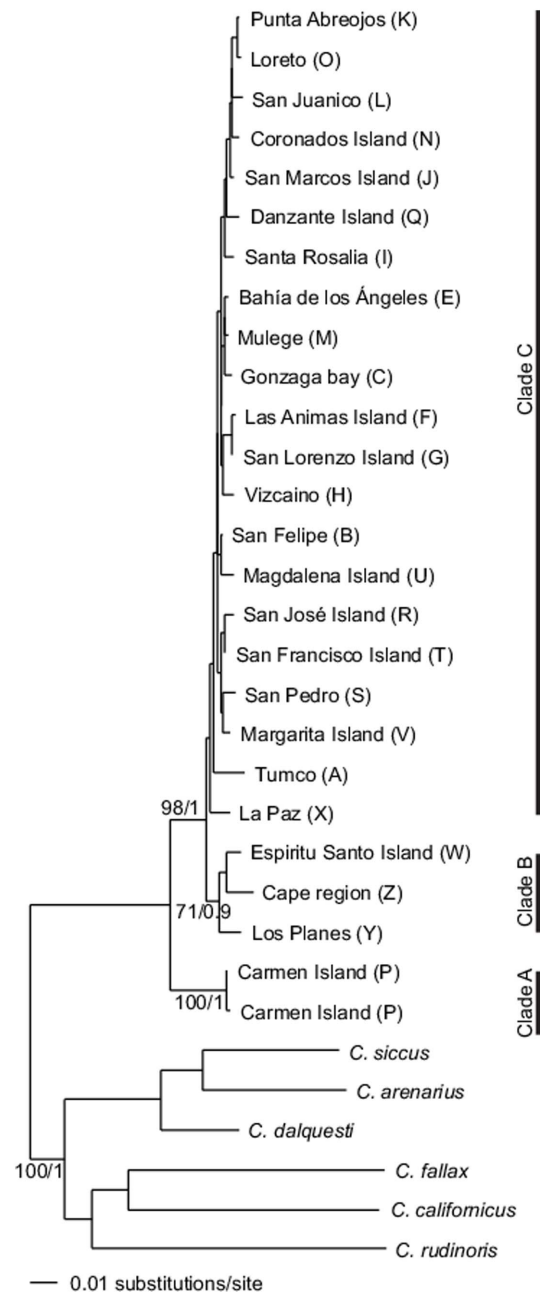 Punta Abreojos (K)
Loreto (O)
San Juanico (L)
Coronados Island (N)
San Marcos Island (J)
Danzante Island (Q)
Santa Rosalia (I)
Bahía de los Ángeles (E)
Mulege (M)
Gonzaga bay (C)
Las Animas Island (F)
San Lorenzo Island (G)
Vizcaino (H)
San Felipe (B)
Magdalena Island (U)
San José Island (R)
San Francisco Island (T)
San Pedro (S)
Margarita Island (V)
Tumco (A)
La Paz (X)
Clade C
98/1
Espiritu Santo Island (W)
Cape region (Z)
Los Planes (Y)
Clade B
71/0.9
Carmen Island (P)
Carmen Island (P)
Clade A
100/1
C. siccus
C. arenarius
C. dalquesti
C. fallax
C. californicus
C. rudinoris
100/1
0.01 substitutions/site